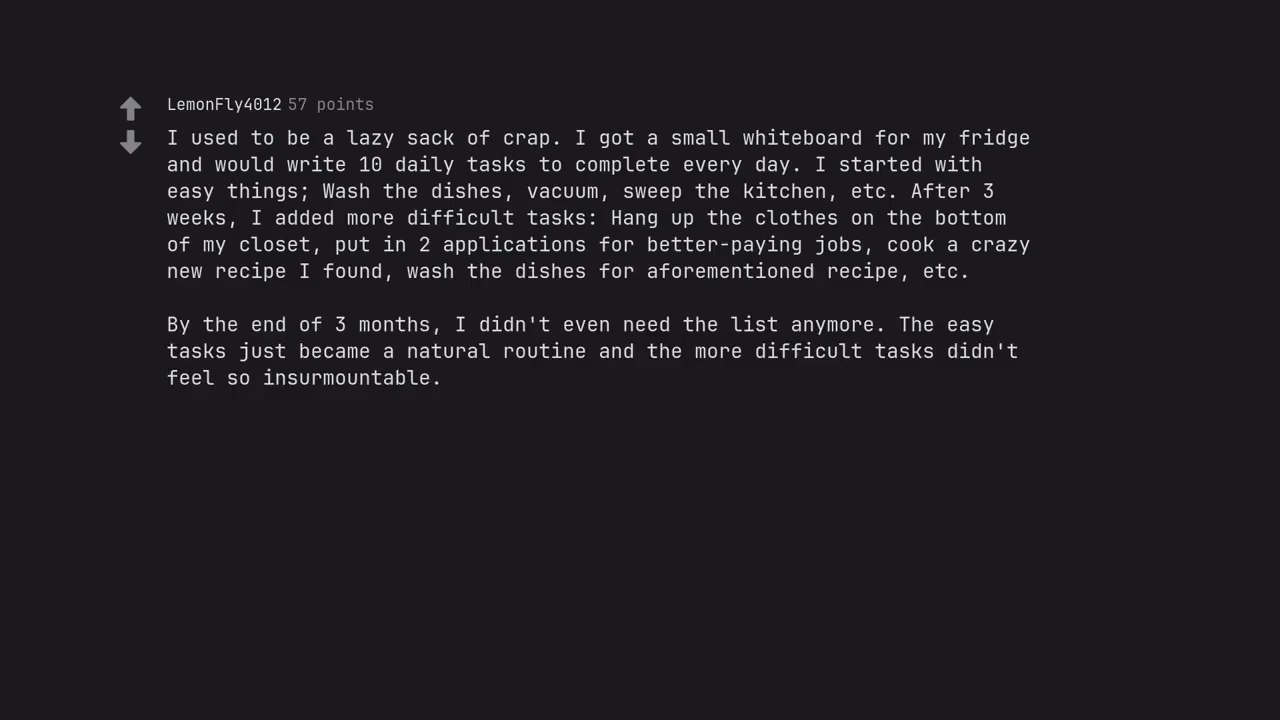 LemonFly4012 57 points
I used to be a lazy sack of crap. I got a small whiteboard for my fridge
and would write 10 daily tasks to complete every day. I started with
easy things; Wash the dishes, vacuum, sweep the kitchen, etc. After 3
weeks, I added more difficult tasks: Hang up the clothes on the bottom
of my closet, put in 2 applications for better-paying jobs, cook a crazy
new recipe I found, wash the dishes for aforementioned recipe, etc.
By the end of 3 months, I didn't even need the list anymore. The easy
tasks just became a natural routine and the more difficult tasks didn't
feel so insurmountable.